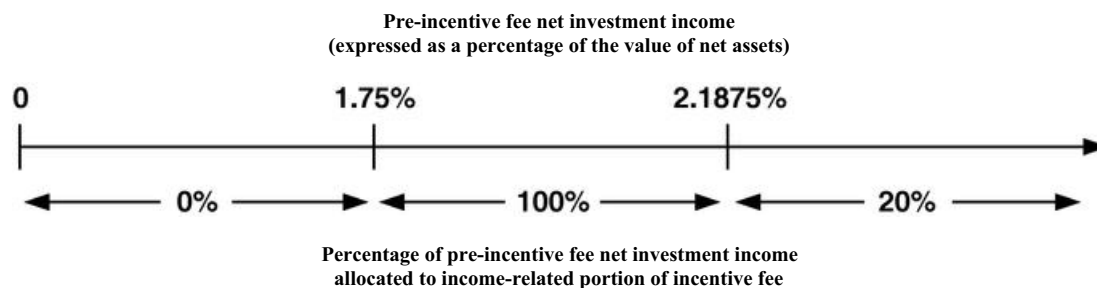 Pre-incentive fee net investment income
(expressed as a percentage of the value of net assets)
0 1.75% 2.1875%
0% 100% 20%
Percentage of pre-incentive fee net investment income
allocated to income-related portion of incentive fee